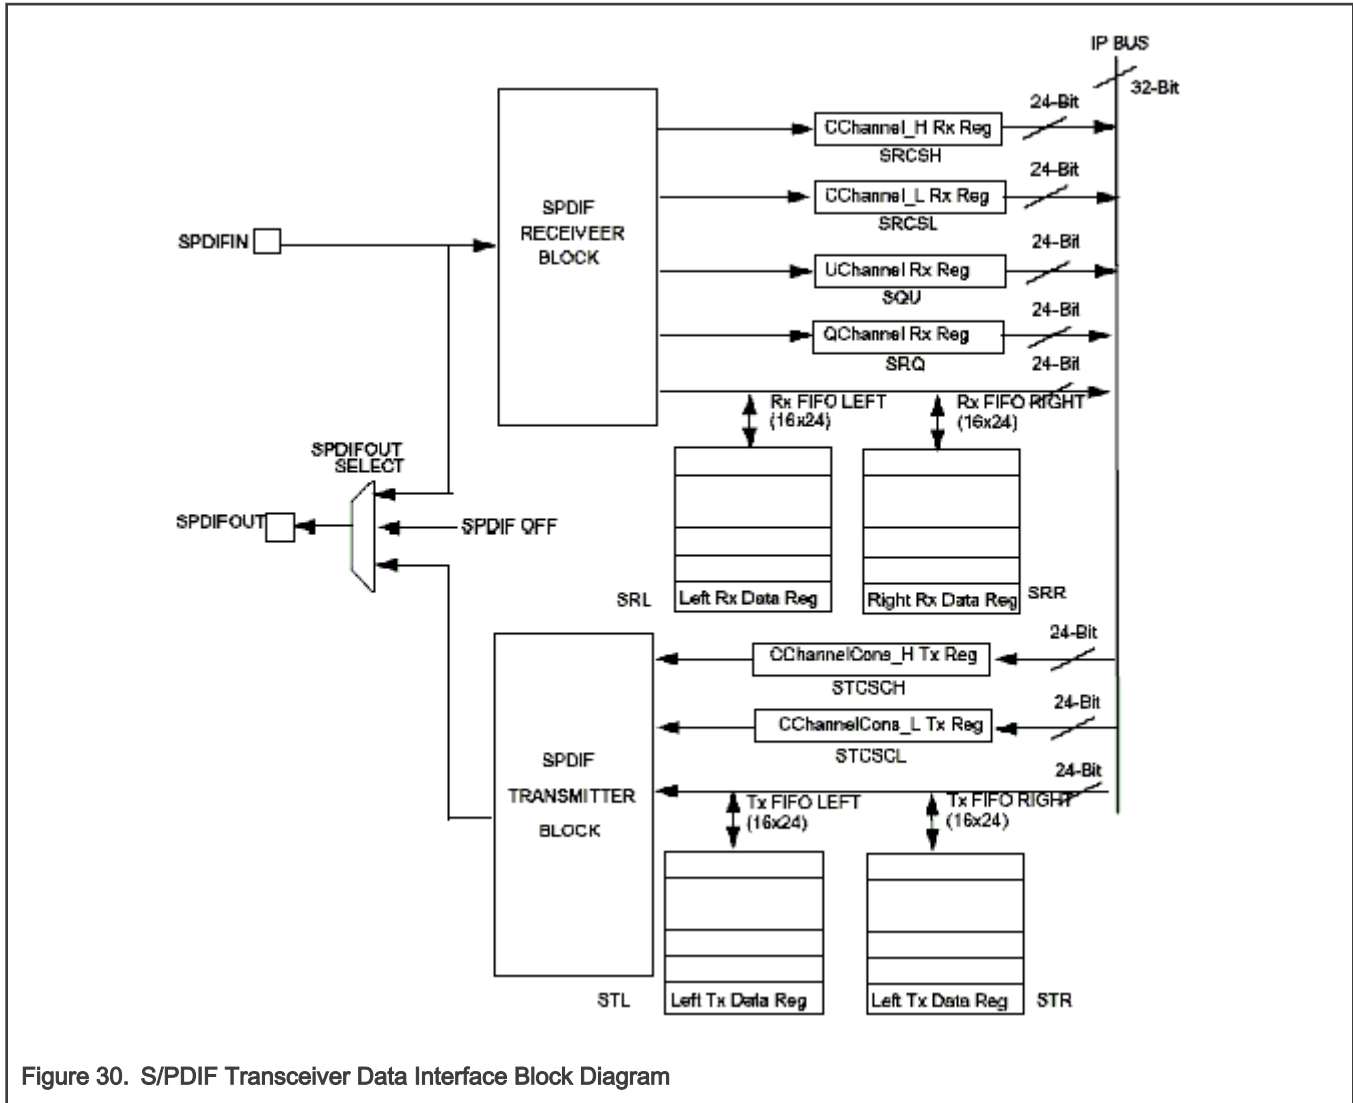 IP BUS
32-Bit
24-Bit
CChannel_H Rx Reg
SRCSH
24-Bit
CChannel_L Rx Reg
SRCSL
SPDIF
RECEIVEER
BLOCK
SPDIFIN
24-Bit
UChannel Rx Reg
SQU
24-Bit
QChannel Rx Reg
SRQ
24-Bit
Rx FIFO LEFT
(16x24)
Rx FIFO RIGHT
(16x24)
SPDIFOUT
SELECT
SPDIFOUT
SPDIF OFF
SRL
Left Rx Data Reg
Right Rx Data Reg
SRR
24-Bit
CChannelCons_H Tx Reg
STCSCH
24-Bit
CChannelCons_L Tx Reg
STCSCL
SPDIF
TRANSMITTER
BLOCK
24-Bit
Tx FIFO LEFT
(16x24)
Tx FIFO RIGHT
(16x24)
STL
Left Tx Data Reg
Left Tx Data Reg
STR
Figure 30. S/PDIF Transceiver Data Interface Block Diagram